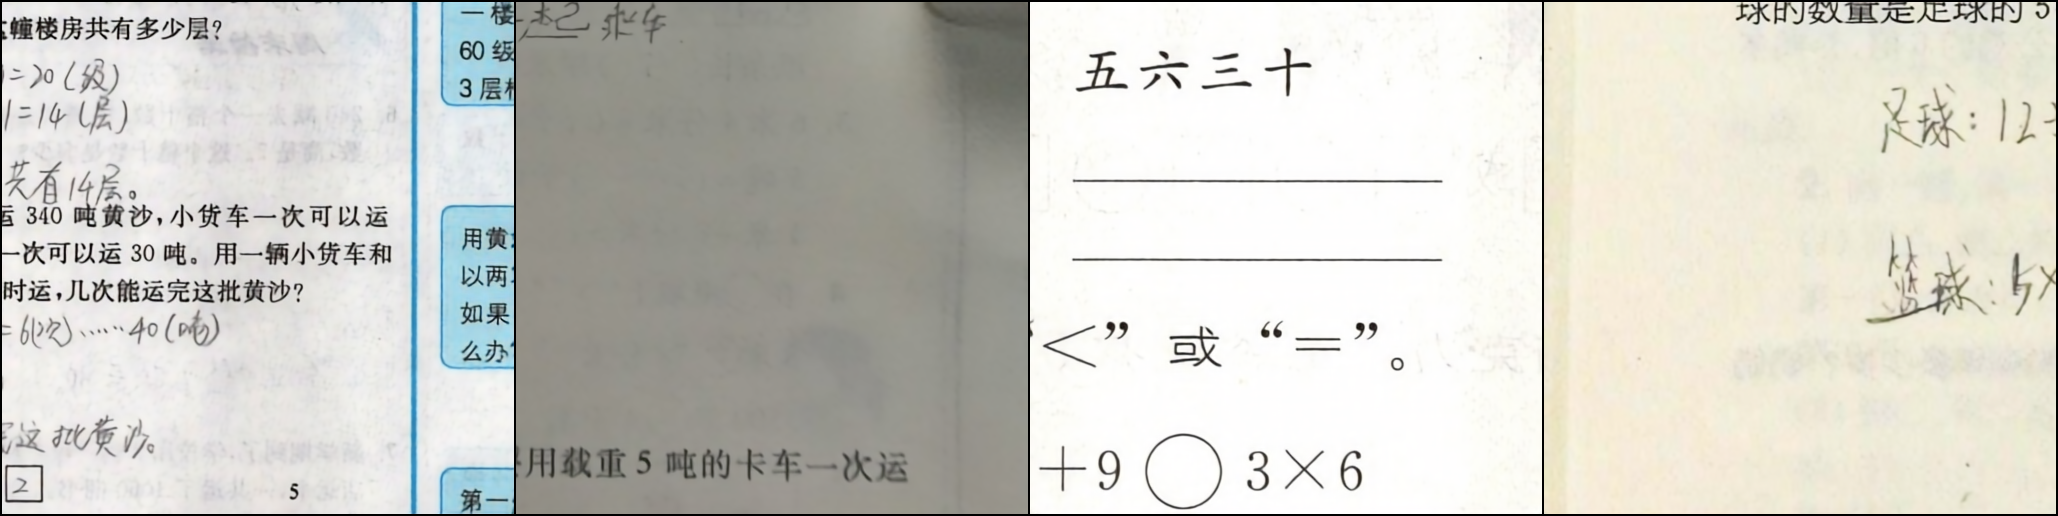 幢楼房共有多少层?
=20(级)
1=14(层)
共有14层。
运 340 吨黄沙,小货车一次可以运
一次可以运 30 吨。用一辆小货车和
时运,几次能运完这批黄沙?
=6(次)……40(吨)
这批黄沙。
2
5
一楼
60 级
3 层
用黄
以两
如果
么办
第一
用载重 5 吨的卡车一次运
五六三十
<” 或 “=”。
+9 ○ 3×6
球的数量是足球的 5
足球:12
篮球:5×